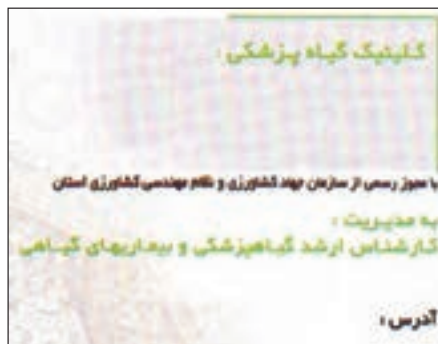 کلینیک گیاه پزشکی :
با مجوز رسمی از سازمان جهاد کشاورزی و نظام مهندسی کشاورزی استان
به مدیریت :
کارشناس ارشد گیاهپزشکی و بیماریهای گیاهی
آدرس :